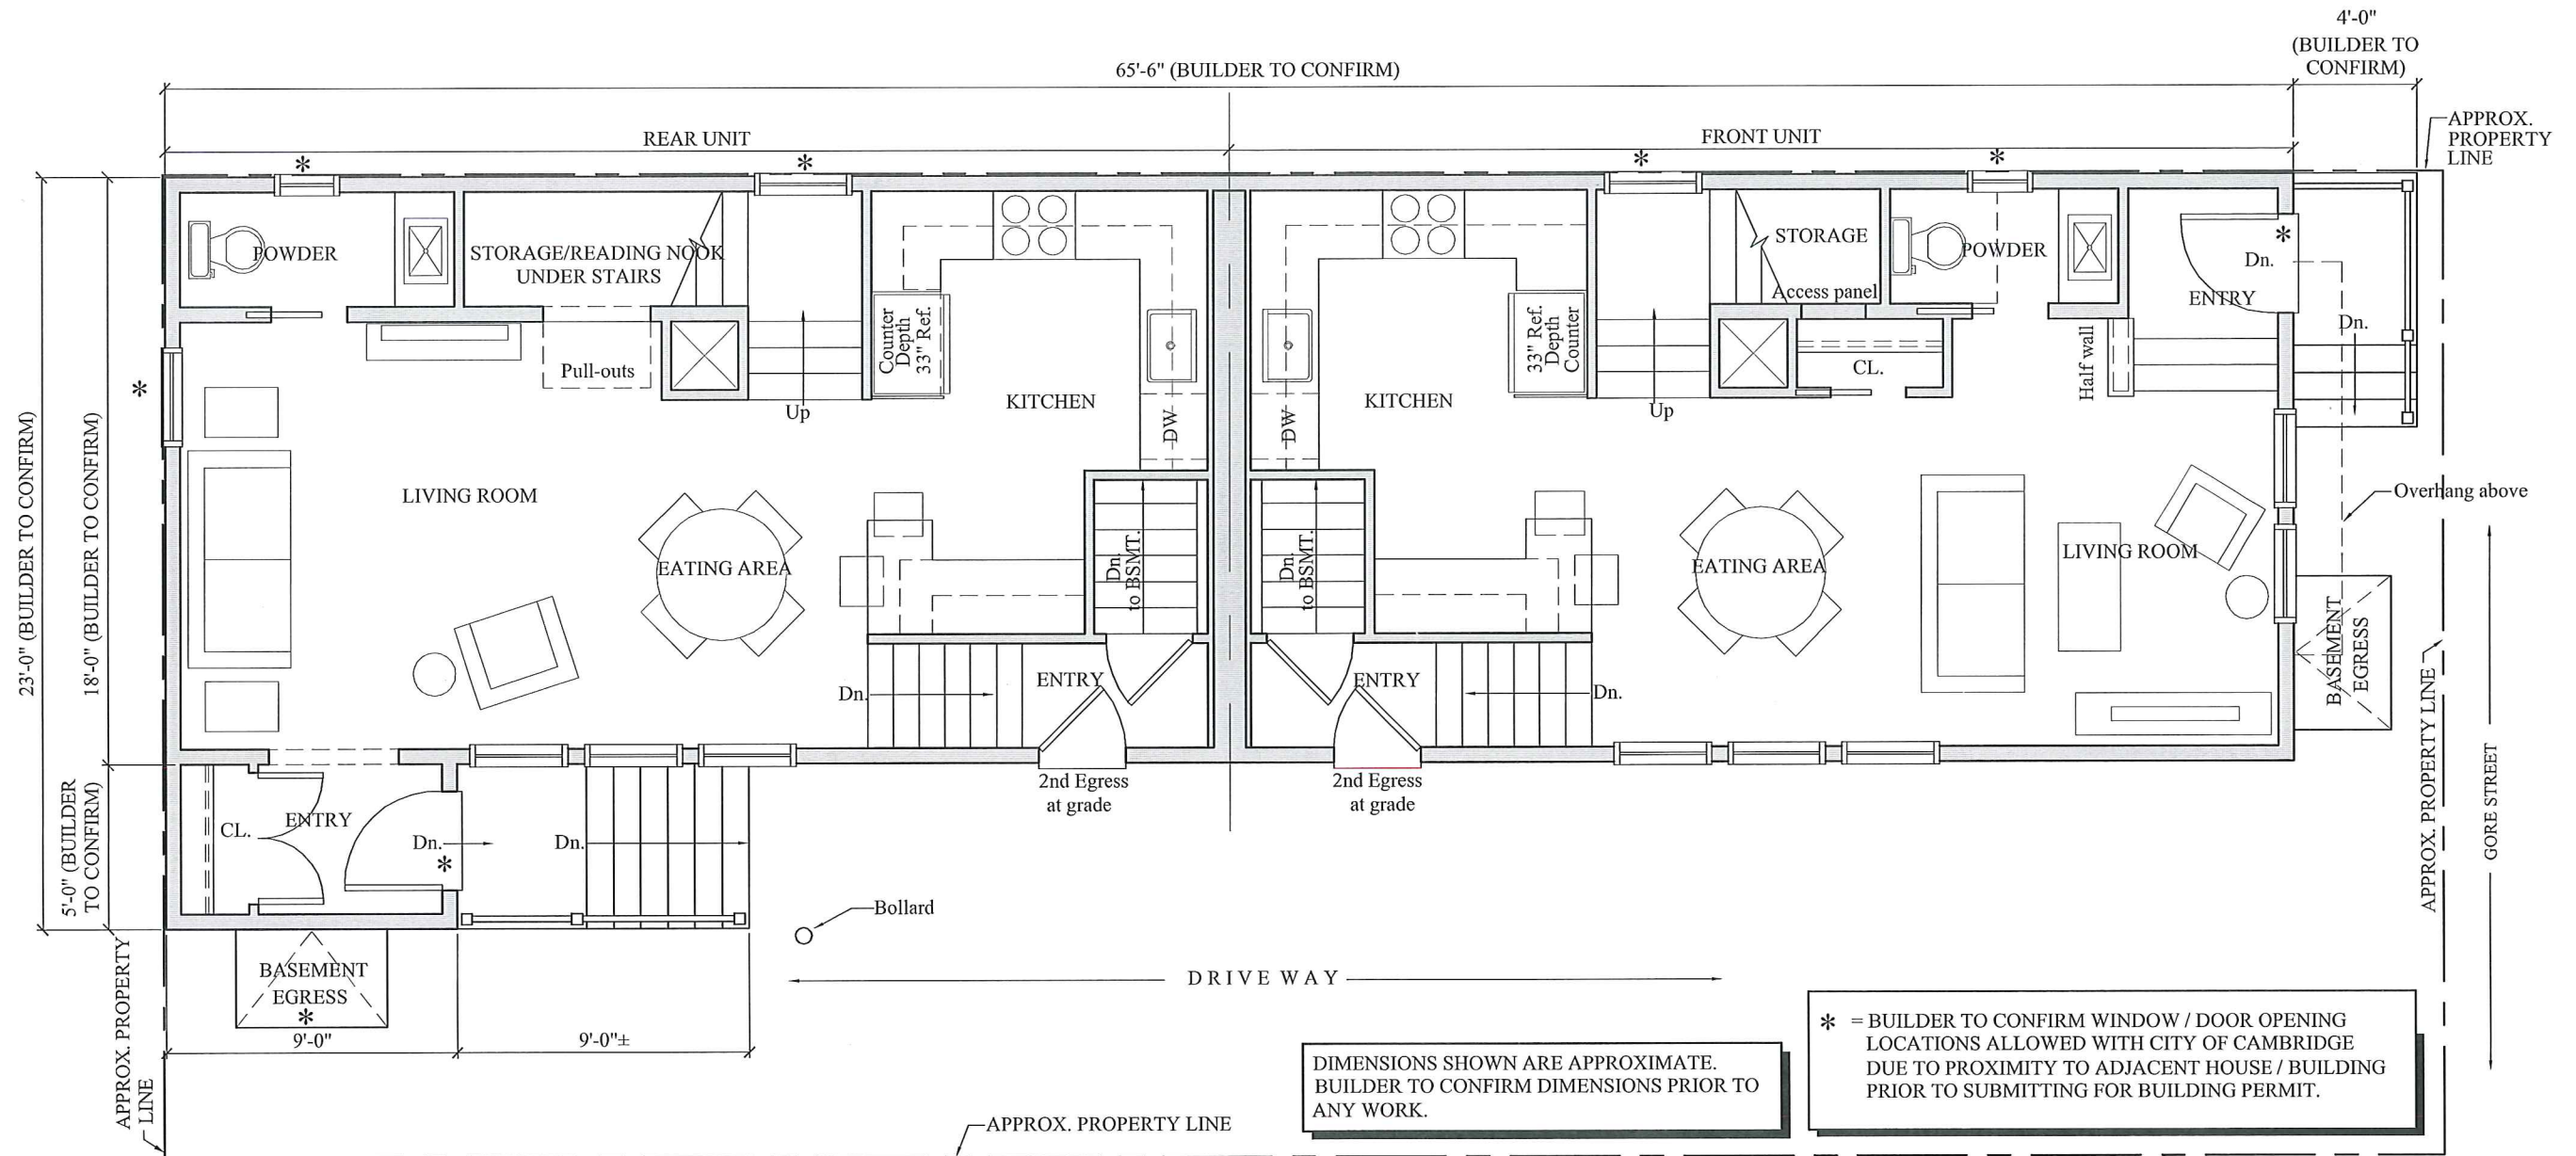 4'-0"
(BUILDER TO
CONFIRM)
65'-6" (BUILDER TO CONFIRM)
APPROX.
PROPERTY
LINE
REAR UNIT
FRONT UNIT
*
*
*
*
POWDER
STORAGE/READING NOOK
UNDER STAIRS
STORAGE
POWDER
*
Dn.
Access panel
ENTRY
Counter
Depth
33" Ref.
33" Ref.
Depth
Counter
Dn.
Pull-outs
CL.
Half wall
*
KITCHEN
KITCHEN
Up
Up
DW
DW
23'-0" (BUILDER TO CONFIRM)
18'-0" (BUILDER TO CONFIRM)
LIVING ROOM
Overhang above
Dn.
to BSMT.
Dn.
to BSMT.
EATING AREA
EATING AREA
LIVING ROOM
BASEMENT
EGRESS
ENTRY
ENTRY
Dn.
Dn.
APPROX. PROPERTY LINE
GORE STREET
2nd Egress
at grade
2nd Egress
at grade
5'-0" (BUILDER
TO CONFIRM)
CL.
ENTRY
Dn.
*
Dn.
Bollard
BASEMENT
EGRESS
*
DRIVEWAY
9'-0"
9'-0"±
APPROX. PROPERTY
LINE
DIMENSIONS SHOWN ARE APPROXIMATE.
BUILDER TO CONFIRM DIMENSIONS PRIOR TO
ANY WORK.
* = BUILDER TO CONFIRM WINDOW / DOOR OPENING
LOCATIONS ALLOWED WITH CITY OF CAMBRIDGE
DUE TO PROXIMITY TO ADJACENT HOUSE / BUILDING
PRIOR TO SUBMITTING FOR BUILDING PERMIT.
APPROX. PROPERTY LINE